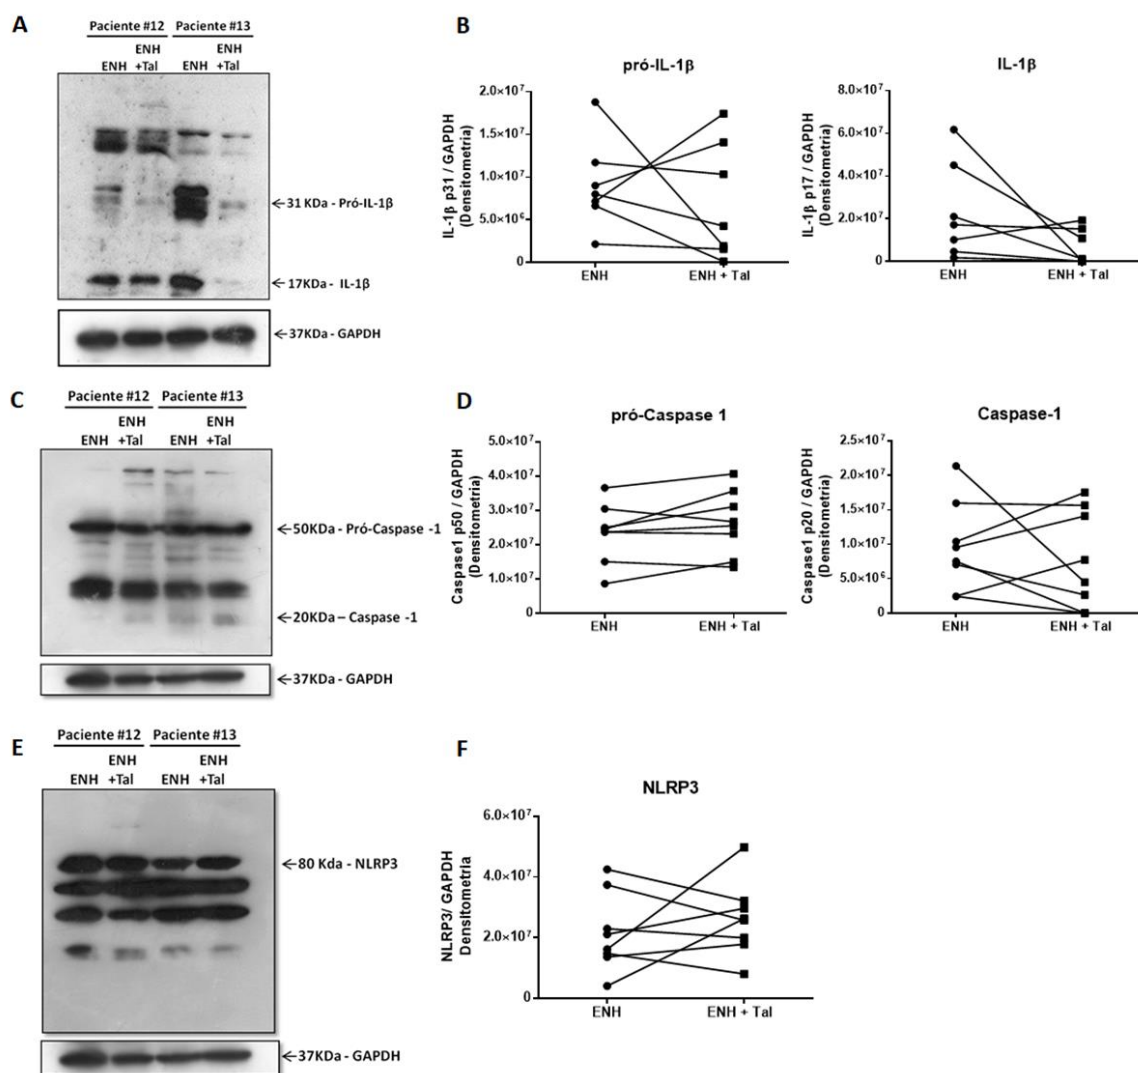 A
Paciente #12 Paciente #13
ENH ENH +Tal ENH ENH +Tal
←31 KDa - Pró-IL-1β
←17KDa - IL-1β
←37KDa - GAPDH
B
pró-IL-1β
IL-1β p31 / GAPDH
(Densitometria)
2.0×10⁷
1.5×10⁷
1.0×10⁷
5.0×10⁶
0
ENH ENH + Tal
IL-1β
IL-1β p17 / GAPDH
(Densitometria)
8.0×10⁷
6.0×10⁷
4.0×10⁷
2.0×10⁷
0
ENH ENH + Tal
C
Paciente #12 Paciente #13
ENH ENH +Tal ENH ENH +Tal
←50KDa - Pró-Caspase -1
←20KDa – Caspase -1
←37KDa - GAPDH
D
pró-Caspase 1
Caspase1 p50 / GAPDH
(Densitometria)
5.0×10⁷
4.0×10⁷
3.0×10⁷
2.0×10⁷
1.0×10⁷
0
ENH ENH + Tal
Caspase-1
Caspase1 p20 / GAPDH
(Densitometria)
2.5×10⁷
2.0×10⁷
1.5×10⁷
1.0×10⁷
5.0×10⁶
0
ENH ENH + Tal
E
Paciente #12 Paciente #13
ENH ENH +Tal ENH ENH +Tal
←80 Kda - NLRP3
←37KDa - GAPDH
F
NLRP3
NLRP3/ GAPDH
Densitometria
6.0×10⁷
4.0×10⁷
2.0×10⁷
0
ENH ENH + Tal